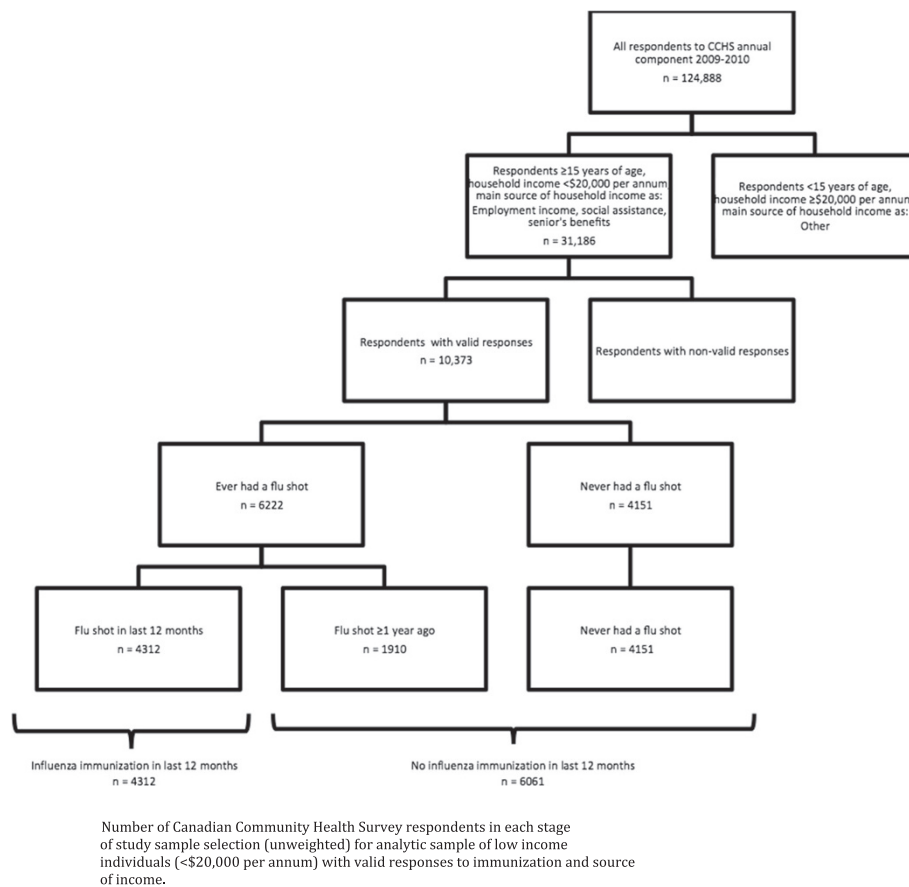 All respondents to CCHS annual
component 2009-2010
n = 124,888
Respondents ≥15 years of age,
household income <$20,000 per annum,
main source of household income as:
Employment income, social assistance,
senior's benefits
n = 31,186
Respondents <15 years of age,
household income ≥$20,000 per annum,
main source of household income as:
Other
Respondents with valid responses
n = 10,373
Respondents with non-valid responses
Ever had a flu shot
n = 6222
Never had a flu shot
n = 4151
Flu shot in last 12 months
n = 4312
Flu shot ≥1 year ago
n = 1910
Never had a flu shot
n = 4151
Influenza immunization in last 12 months
n = 4312
No influenza immunization in last 12 months
n = 6061
Number of Canadian Community Health Survey respondents in each stage
of study sample selection (unweighted) for analytic sample of low income
individuals (<$20,000 per annum) with valid responses to immunization and source
of income.